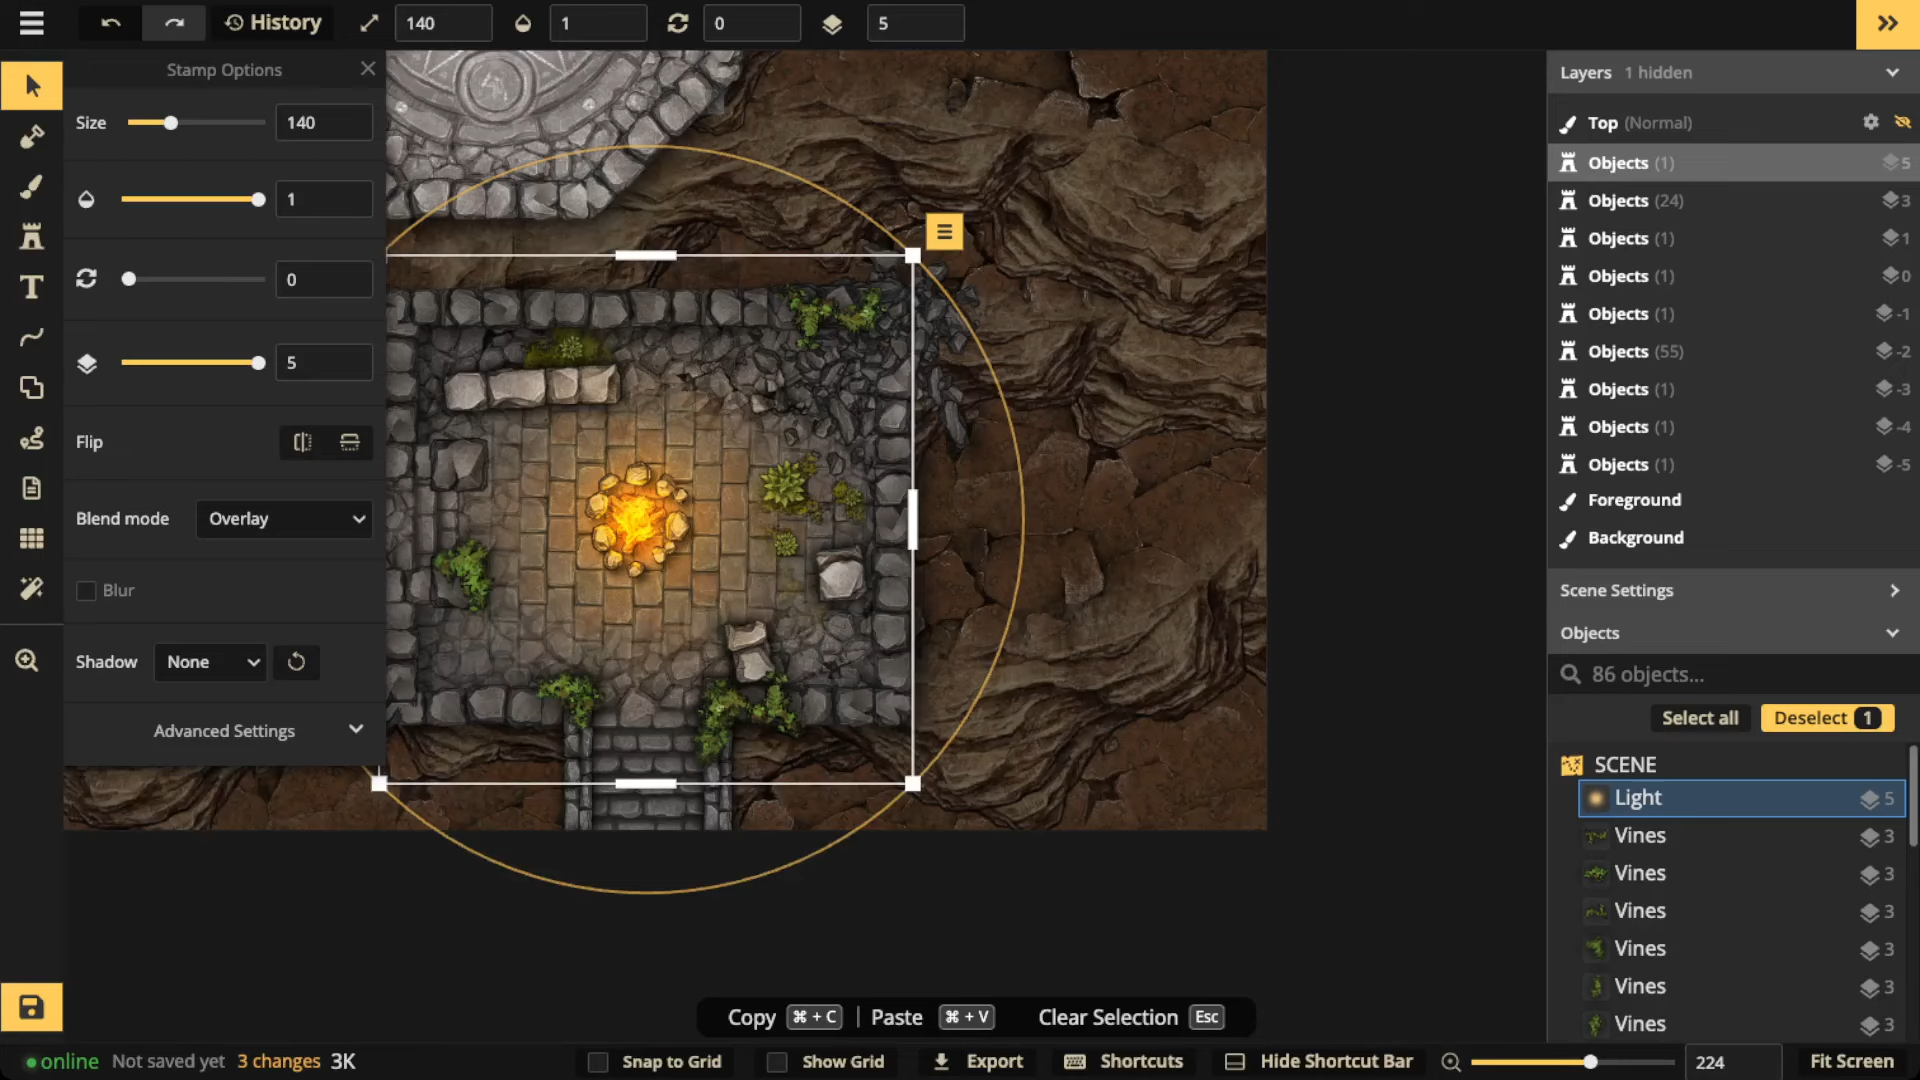 History 140 1 0 5
Stamp Options
Size 140
1
0
5
Flip
Blend mode Overlay
Blur
Shadow None
Advanced Settings
Layers 1 hidden
Top (Normal)
Objects (1) 5
Objects (24) 3
Objects (1) 1
Objects (1) 0
Objects (1) -1
Objects (55) -2
Objects (1) -3
Objects (1) -4
Objects (1) -5
Foreground
Background
Scene Settings
Objects
86 objects...
Select all Deselect 1
SCENE
Light 5
Vines 3
Vines 3
Vines 3
Vines 3
Vines 3
Vines 3
Copy ⌘ + C | Paste ⌘ + V Clear Selection Esc
online Not saved yet 3 changes 3K Snap to Grid Show Grid Export Shortcuts Hide Shortcut Bar 224 Fit Screen